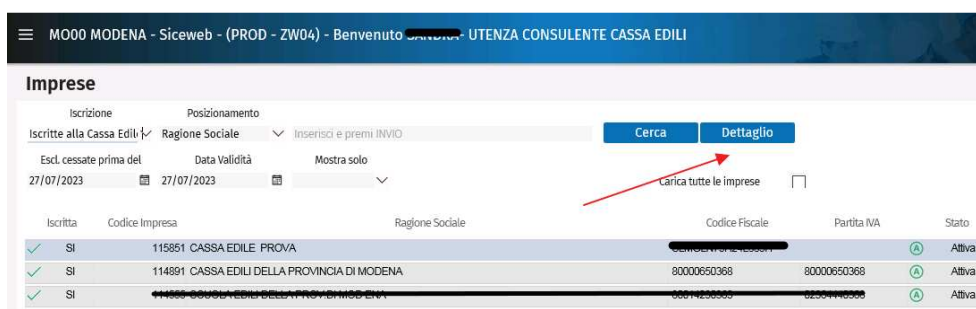 MO00 MODENA - Siceweb - (PROD - ZW04) - Benvenuto - UTENZA CONSULENTE CASSA EDILI
Imprese
Iscrizione Posizionamento
Iscritte alla Cassa Edil Ragione Sociale Inserisci e premi INVIO Cerca Dettaglio
Escl. cessate prima del Data Validità Mostra solo
27/07/2023 27/07/2023 Carica tutte le imprese
Iscritta Codice Impresa Ragione Sociale Codice Fiscale Partita IVA Stato
SI 115851 CASSA EDILE PROVA A Attiva
SI 114891 CASSA EDILI DELLA PROVINCIA DI MODENA 80000650368 80000650368 A Attiva
SI A Attiva